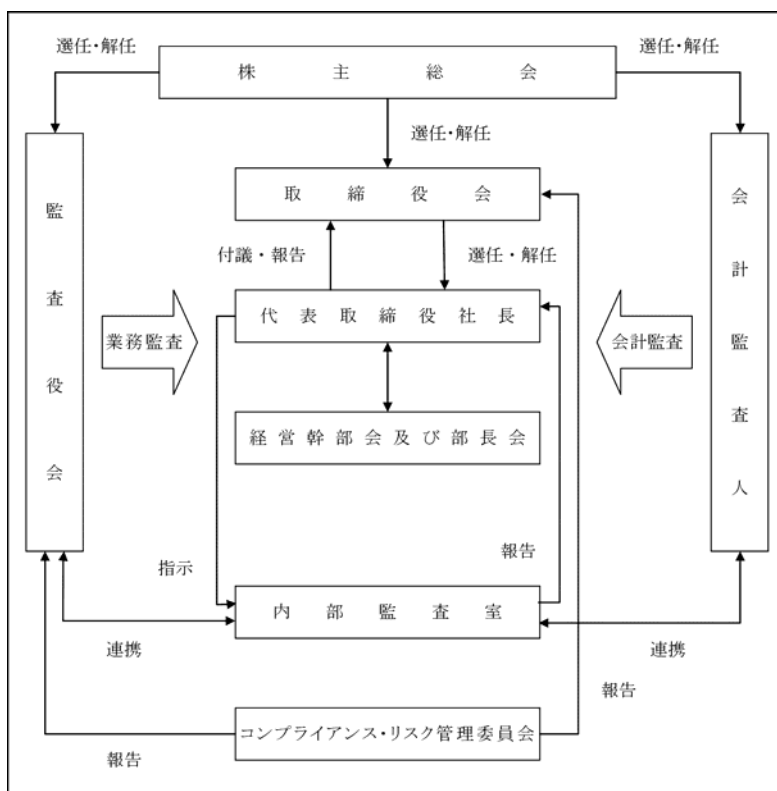 選任・解任
選任・解任
株主総会
選任・解任
取締役会
付議・報告
選任・解任
代表取締役社長
監査役会
業務監査
会計監査
会計監査人
経営幹部会及び部長会
報告
指示
内部監査室
連携
連携
報告
コンプライアンス・リスク管理委員会
報告